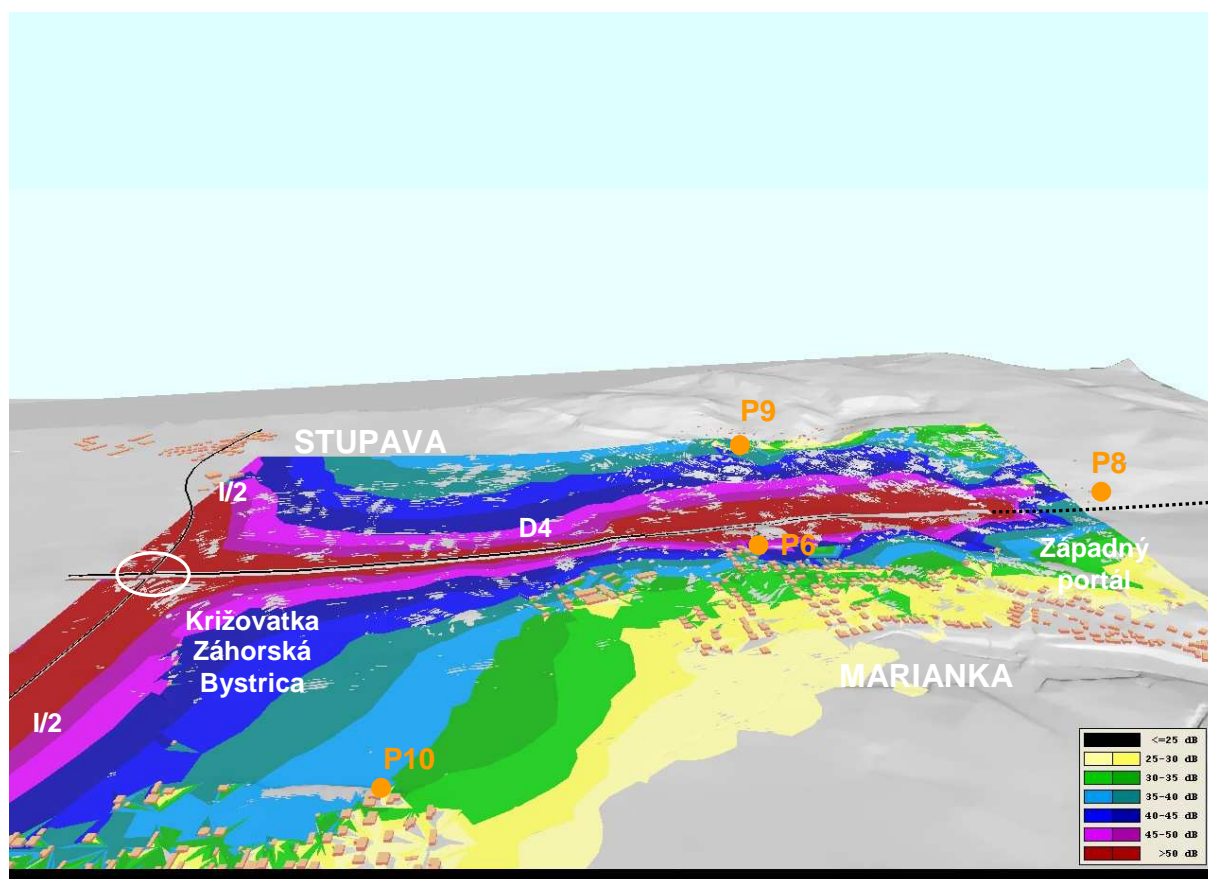 P9
STUPAVA
P8
I/2
D4
P6
Západný
portál
Križovatka
Záhorská
Bystrica
MARIANKA
I/2
P10
<=25 dB
25-30 dB
30-35 dB
35-40 dB
40-45 dB
45-50 dB
>50 dB